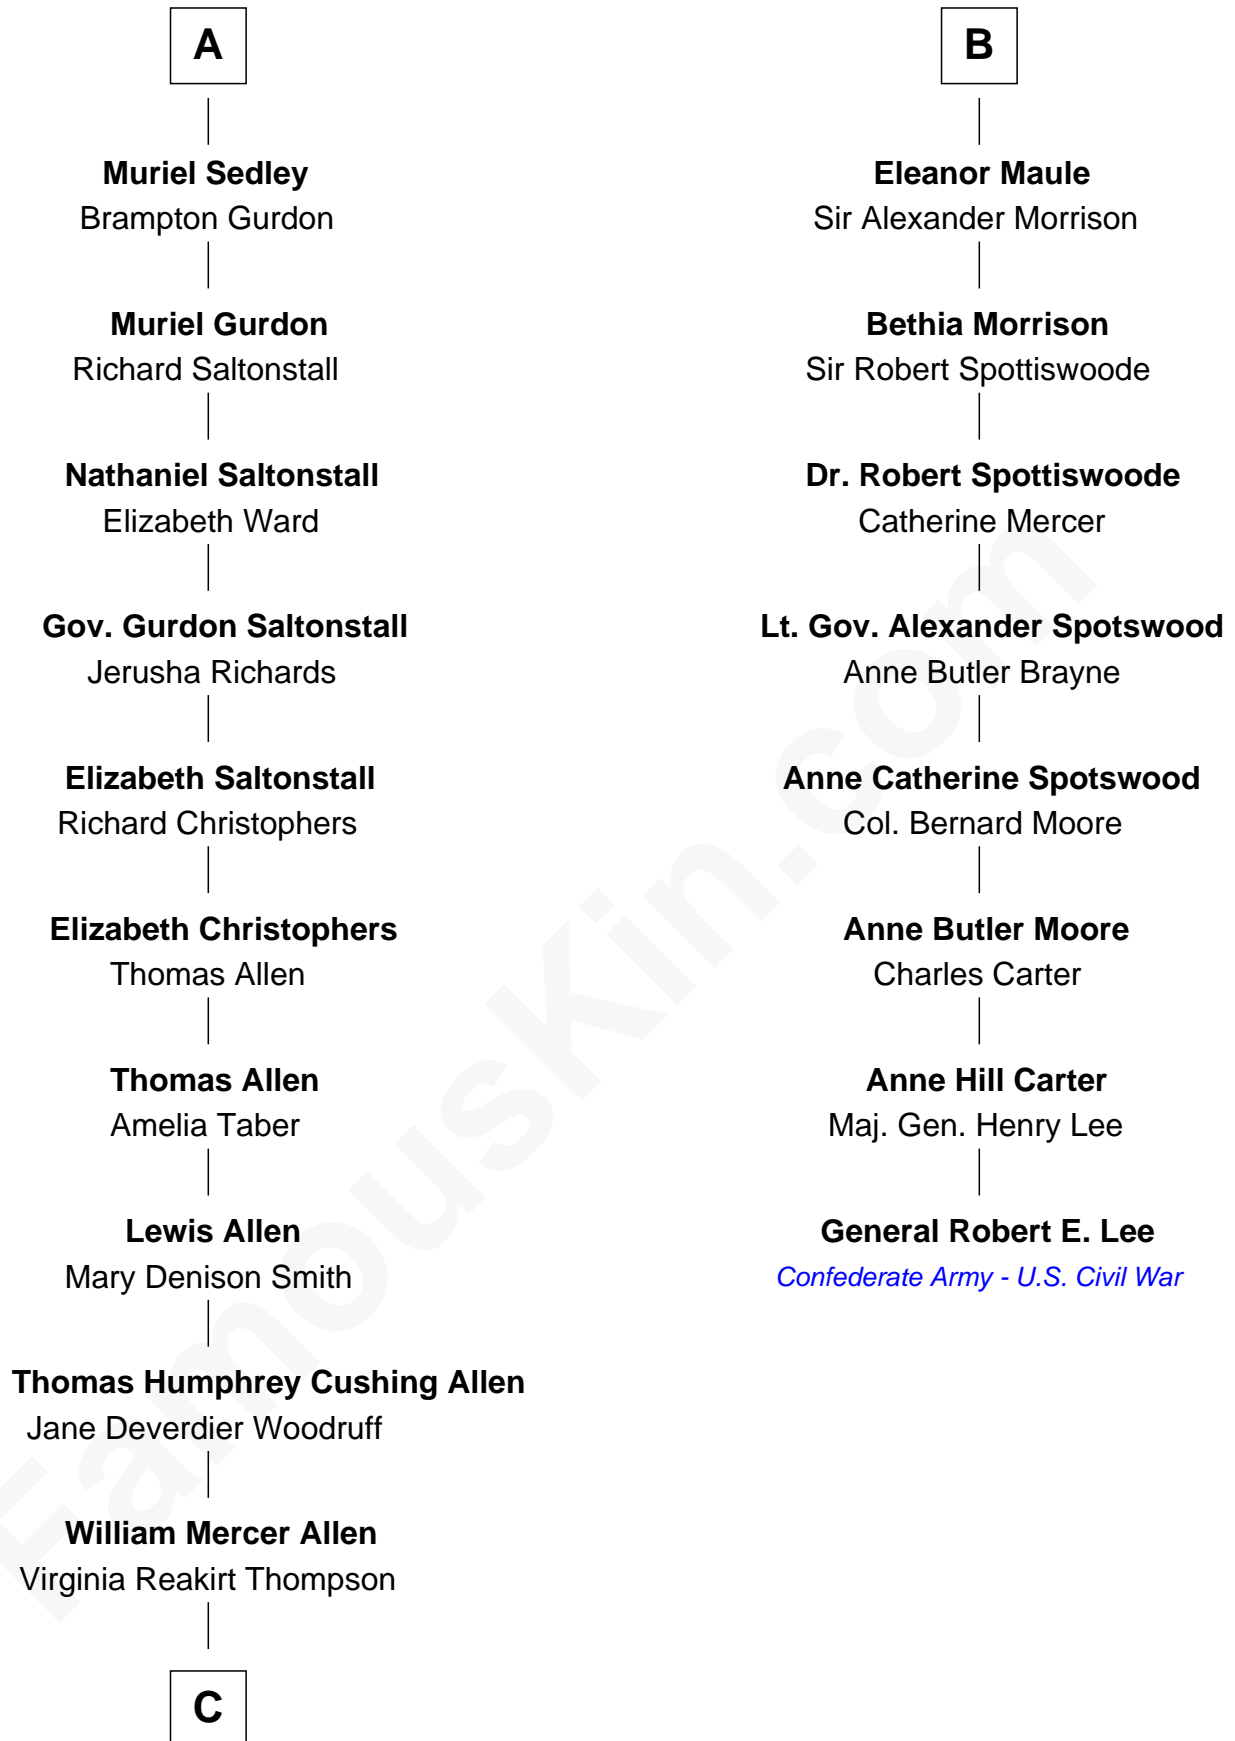 A
Muriel Sedley
Brampton Gurdon
Muriel Gurdon
Richard Saltonstall
Nathaniel Saltonstall
Elizabeth Ward
Gov. Gurdon Saltonstall
Jerusha Richards
Elizabeth Saltonstall
Richard Christophers
Elizabeth Christophers
Thomas Allen
Thomas Allen
Amelia Taber
Lewis Allen
Mary Denison Smith
Thomas Humphrey Cushing Allen
Jane Deverdier Woodruff
William Mercer Allen
Virginia Reakirt Thompson
C
B
Eleanor Maule
Sir Alexander Morrison
Bethia Morrison
Sir Robert Spottiswoode
Dr. Robert Spottiswoode
Catherine Mercer
Lt. Gov. Alexander Spotswood
Anne Butler Brayne
Anne Catherine Spotswood
Col. Bernard Moore
Anne Butler Moore
Charles Carter
Anne Hill Carter
Maj. Gen. Henry Lee
General Robert E. Lee
Confederate Army - U.S. Civil War
FamousKin.com